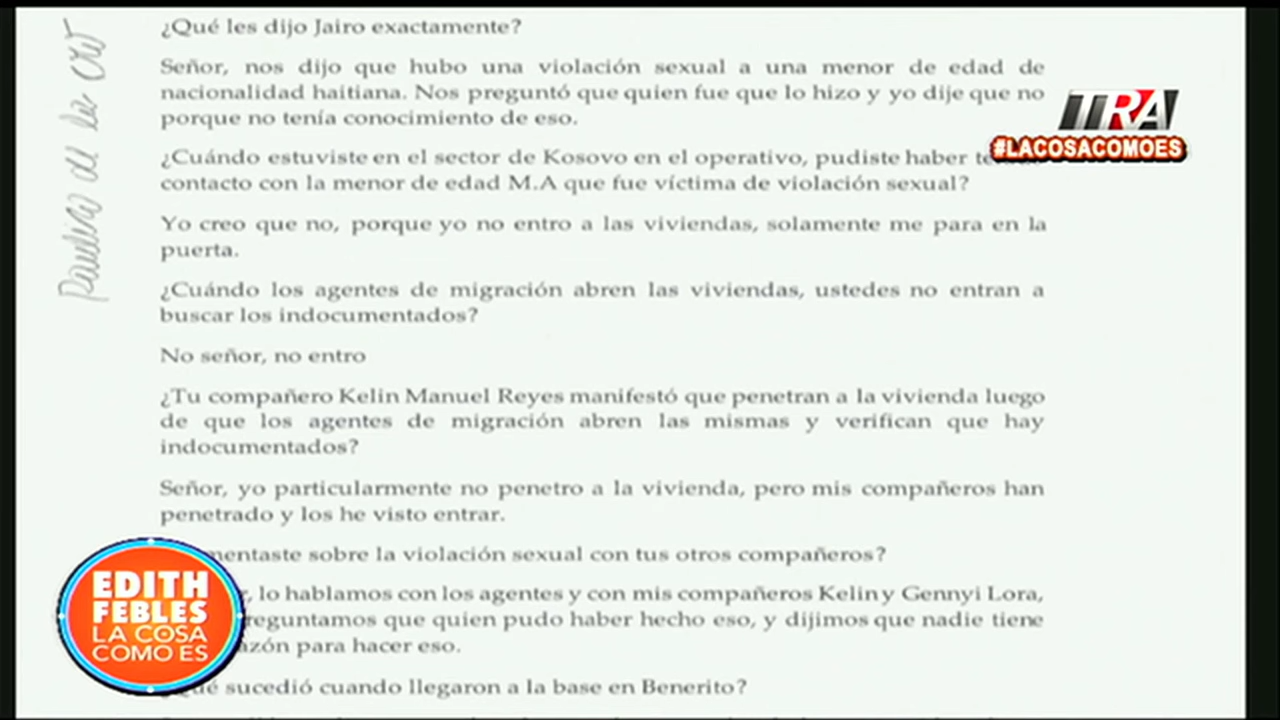 ¿Qué les dijo Jairo exactamente?
Señor, nos dijo que hubo una violación sexual a una menor de edad de
nacionalidad haitiana. Nos preguntó que quien fue que lo hizo y yo dije que no
porque no tenía conocimiento de eso.
¿Cuándo estuviste en el sector de Kosovo en el operativo, pudiste haber
contacto con la menor de edad M.A que fue víctima de violación sexual?
Yo creo que no, porque yo no entro a las viviendas, solamente me para en la
puerta.
¿Cuándo los agentes de migración abren las viviendas, ustedes no entran a
buscar los indocumentados?
No señor, no entro
¿Tu compañero Kelin Manuel Reyes manifestó que penetran a la vivienda luego
de que los agentes de migración abren las mismas y verifican que hay
indocumentados?
Señor, yo particularmente no penetro a la vivienda, pero mis compañeros han
penetrado y los he visto entrar.
sobre la violación sexual con tus otros compañeros?
lo hablamos con los agentes y con mis compañeros Kelin y Gennyi Lora,
que quien pudo haber hecho eso, y dijimos que nadie tiene
para hacer eso.
sucedió cuando llegaron a la base en Benerito?
TRA
#LACOSACOMOES
EDITH
FEBLES
LA COSA
COMO ES